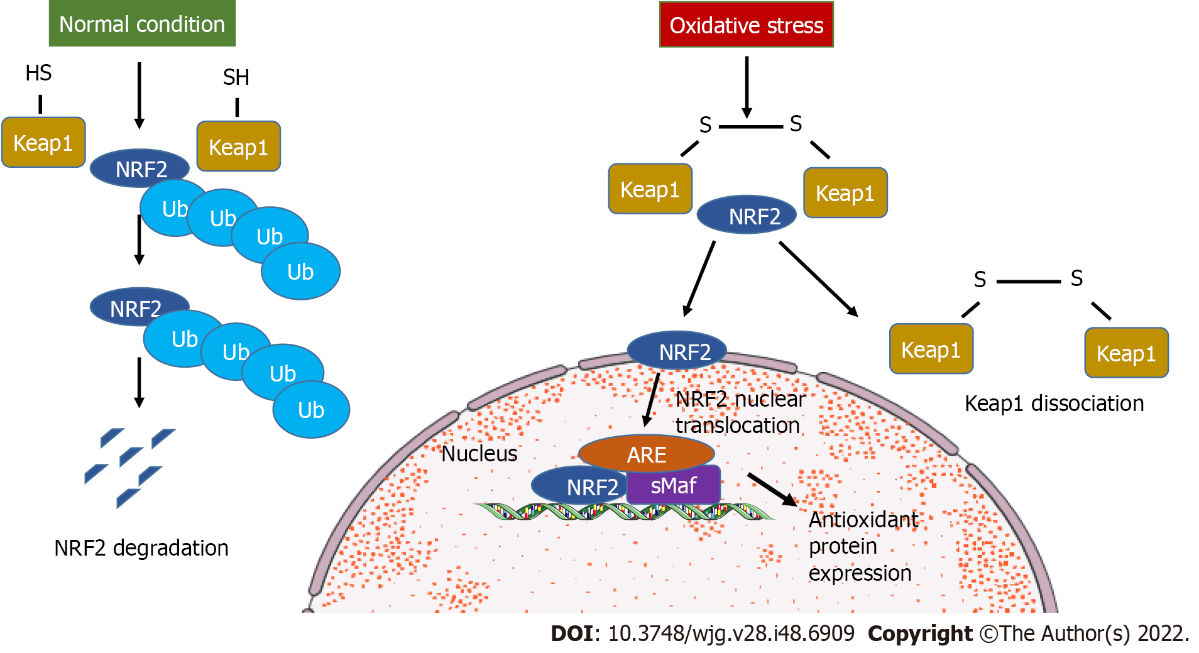 Normal condition
HS
SH
Keap1
Keap1
NRF2
Ub
Ub
Ub
Ub
NRF2
Ub
Ub
Ub
Ub
NRF2 degradation
Oxidative stress
S
S
Keap1
Keap1
NRF2
S
S
Keap1
Keap1
Keap1 dissociation
NRF2
NRF2 nuclear
translocation
Nucleus
ARE
NRF2
sMaf
Antioxidant
protein
expression
DOI: 10.3748/wjg.v28.i48.6909 Copyright ©The Author(s) 2022.